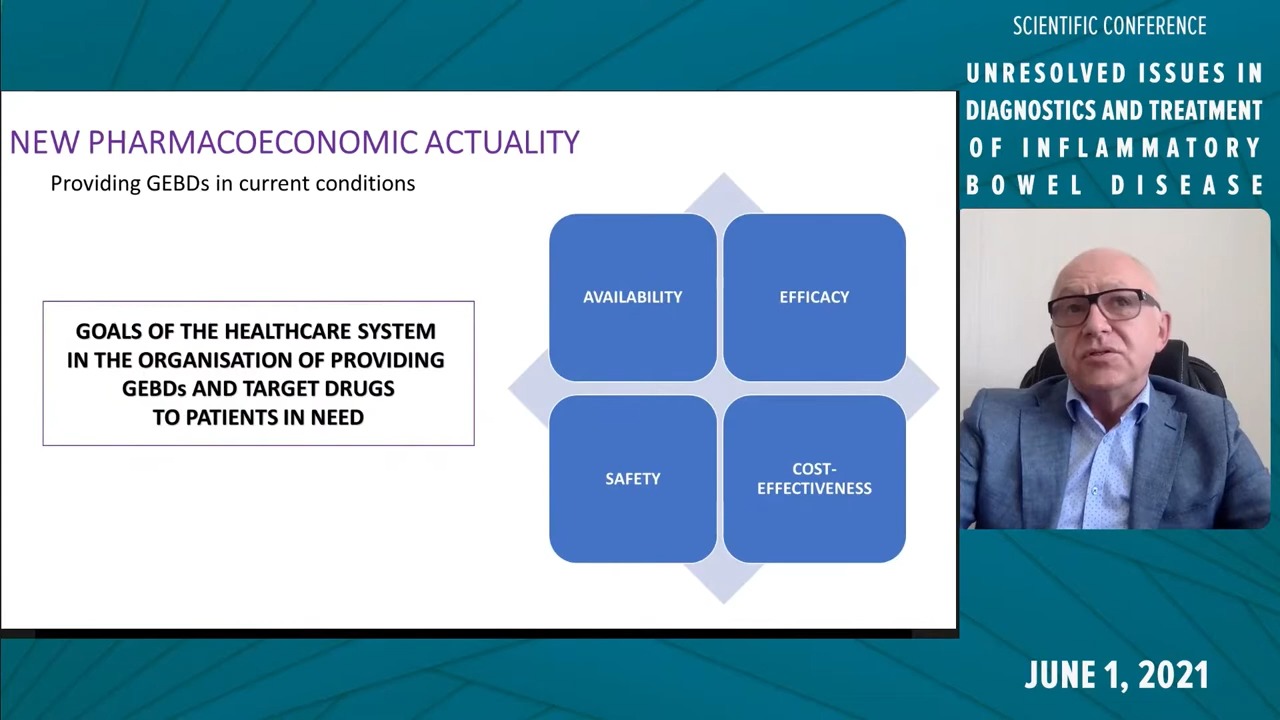 SCIENTIFIC CONFERENCE
UNRESOLVED ISSUES IN
DIAGNOSTICS AND TREATMENT
OF INFLAMMATORY
BOWEL DISEASE
NEW PHARMACOECONOMIC ACTUALITY
Providing GEBDs in current conditions
GOALS OF THE HEALTHCARE SYSTEM
IN THE ORGANISATION OF PROVIDING
GEBDs AND TARGET DRUGS
TO PATIENTS IN NEED
AVAILABILITY
EFFICACY
SAFETY
COST-
EFFECTIVENESS
JUNE 1, 2021